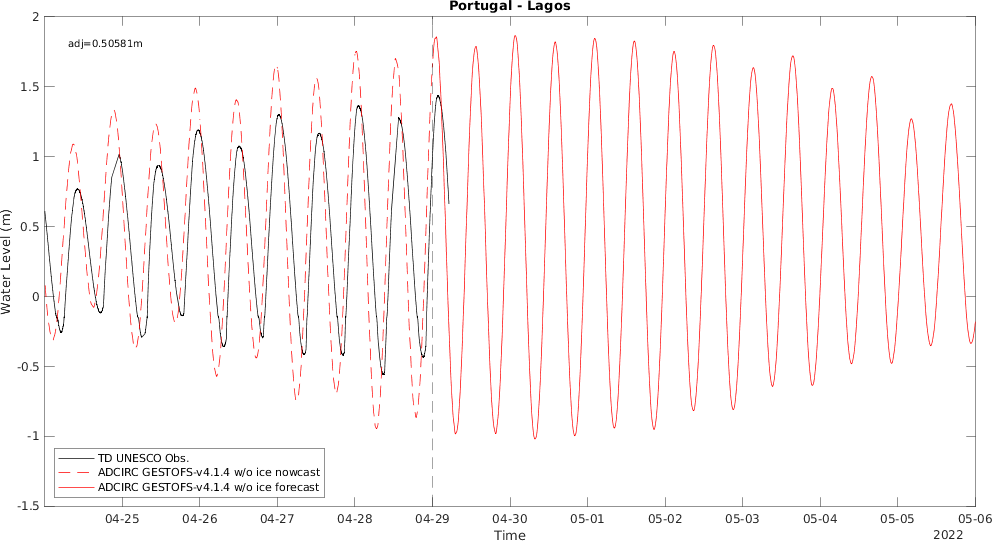 Portugal - Lagos
adj=0.50581m
2
1.5
1
0.5
0
-0.5
-1
-1.5
Water Level (m)
TD UNESCO Obs.
ADCIRC GESTOFS-v4.1.4 w/o ice nowcast
ADCIRC GESTOFS-v4.1.4 w/o ice forecast
04-25 04-26 04-27 04-28 04-29 04-30 05-01 05-02 05-03 05-04 05-05 05-06
Time
2022